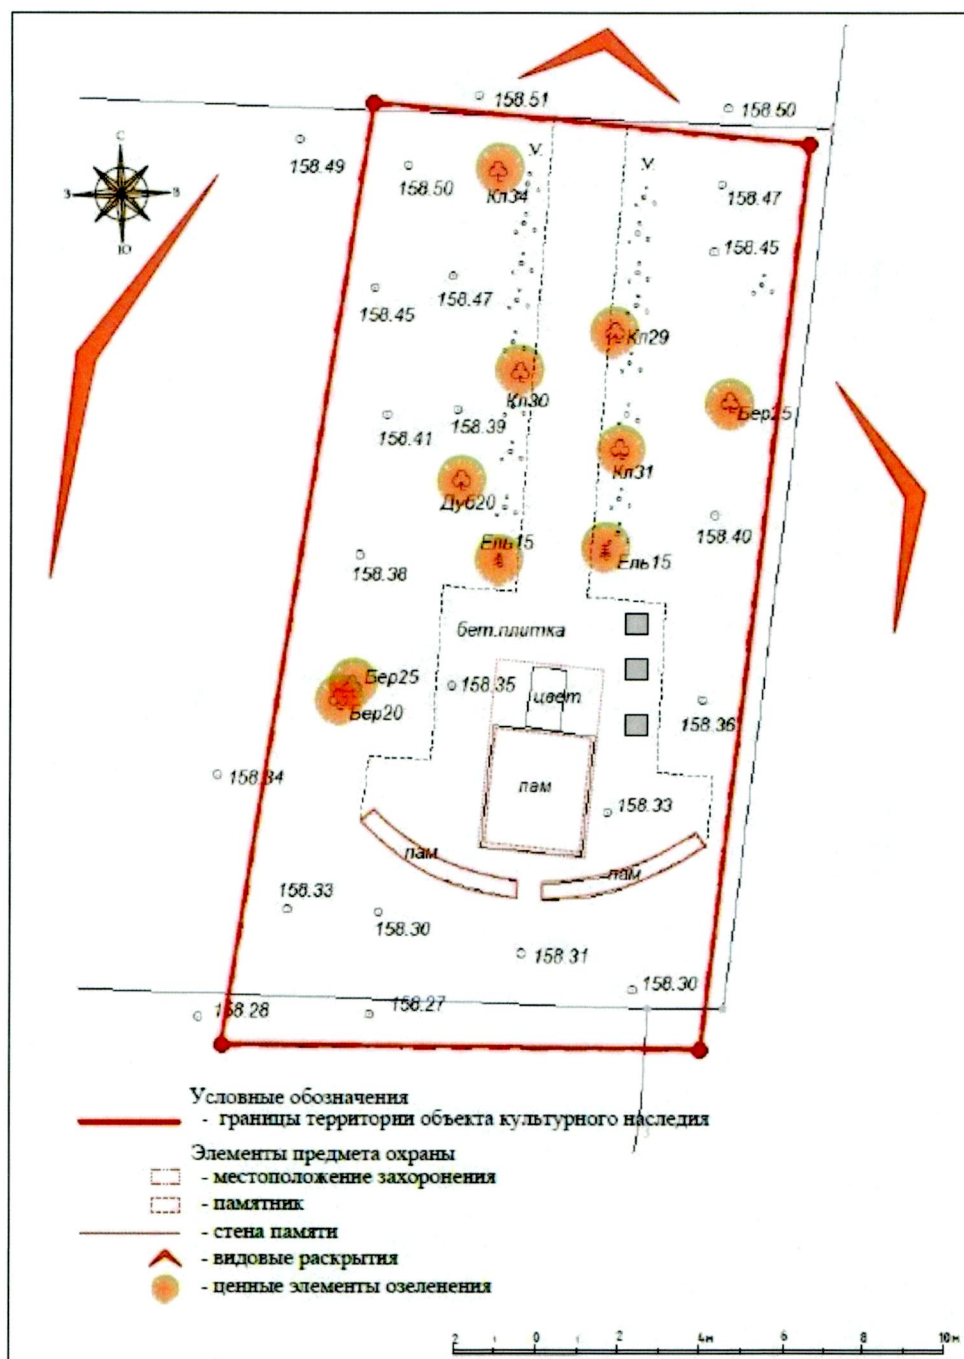 158.51
158.50
С
158.49
158.50
У.
У.
Кл34
158.47
З
В
Ю
158.45
158.47
158.45
Кл29
Кл30
Бер25
158.41
158.39
Кл31
Дуб20
158.40
Ель15
Ель15
158.38
бет.плитка
Бер25
158.35
цвет
Бер20
158.36
158.34
пам
158.33
пам
пам
158.33
158.30
158.31
158.30
158.28
158.27
Условные обозначения
- границы территории объекта культурного наследия
Элементы предмета охраны
- местоположение захоронения
- памятник
- стена памяти
- видовые раскрытия
- ценные элементы озеленения
2 1 0 1 2 4м 6 8 10м